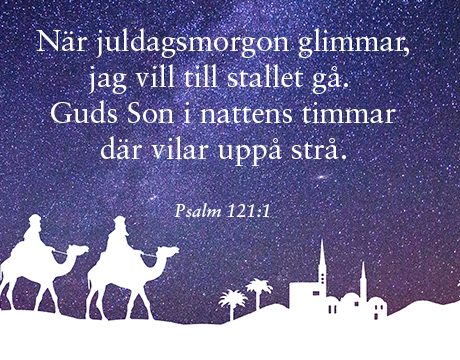 När juldagsmorgon glimmar,
jag vill till stallet gå.
Guds Son i nattens timmar
där vilar uppå strå.
Psalm 121:1